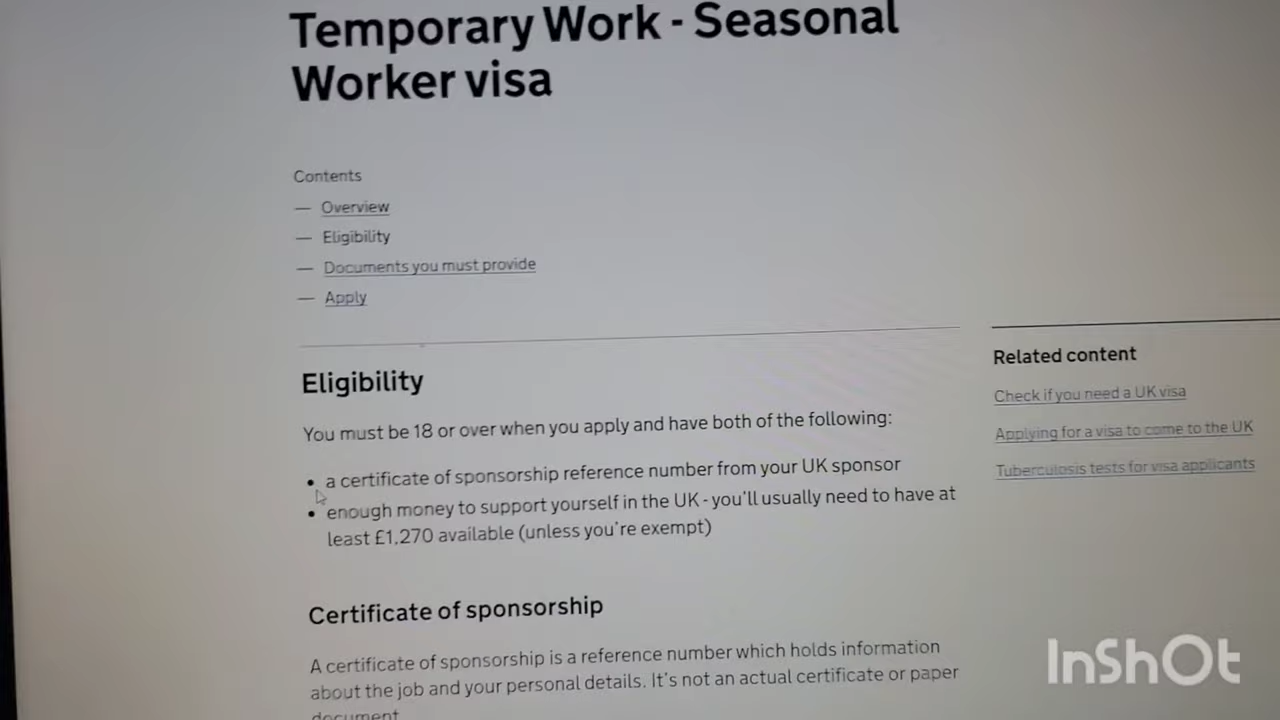 Temporary Work - Seasonal
Worker visa
Contents
— Overview
— Eligibility
— Documents you must provide
— Apply
Eligibility
You must be 18 or over when you apply and have both of the following:
• a certificate of sponsorship reference number from your UK sponsor
• enough money to support yourself in the UK - you'll usually need to have at
least £1,270 available (unless you're exempt)
Certificate of sponsorship
A certificate of sponsorship is a reference number which holds information
about the job and your personal details. It's not an actual certificate or paper
document
Related content
Check if you need a UK visa
Applying for a visa to come to the UK
Tuberculosis tests for visa applicants
InShOt